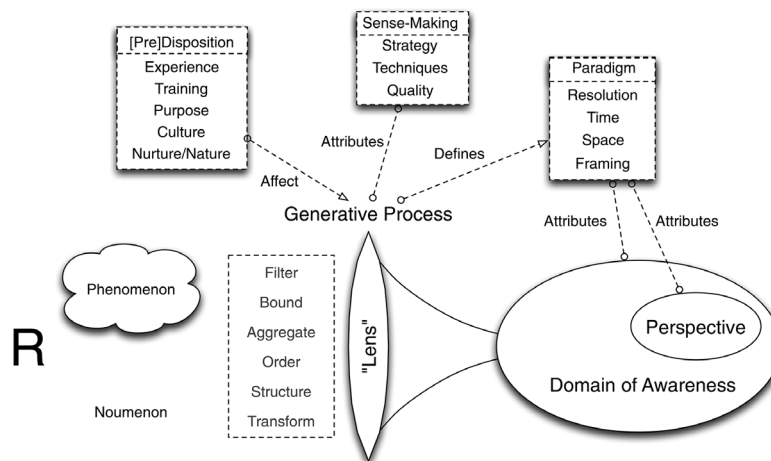 [Pre]Disposition
Experience
Training
Purpose
Culture
Nurture/Nature
Sense-Making
Strategy
Techniques
Quality
Paradigm
Resolution
Time
Space
Framing
Attributes
Defines
Affect
Generative Process
Attributes
Attributes
Phenomenon
R
Noumenon
Filter
Bound
Aggregate
Order
Structure
Transform
"Lens"
Perspective
Domain of Awareness